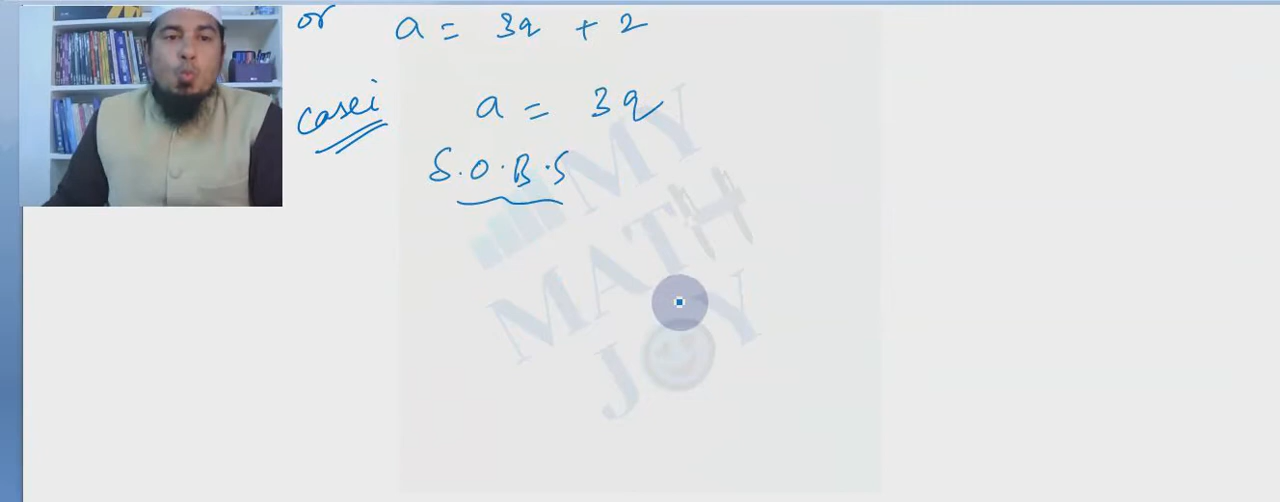 or a = 3q + 2
Case i a = 3q
S.O.B.S
MY
MATH
JOY